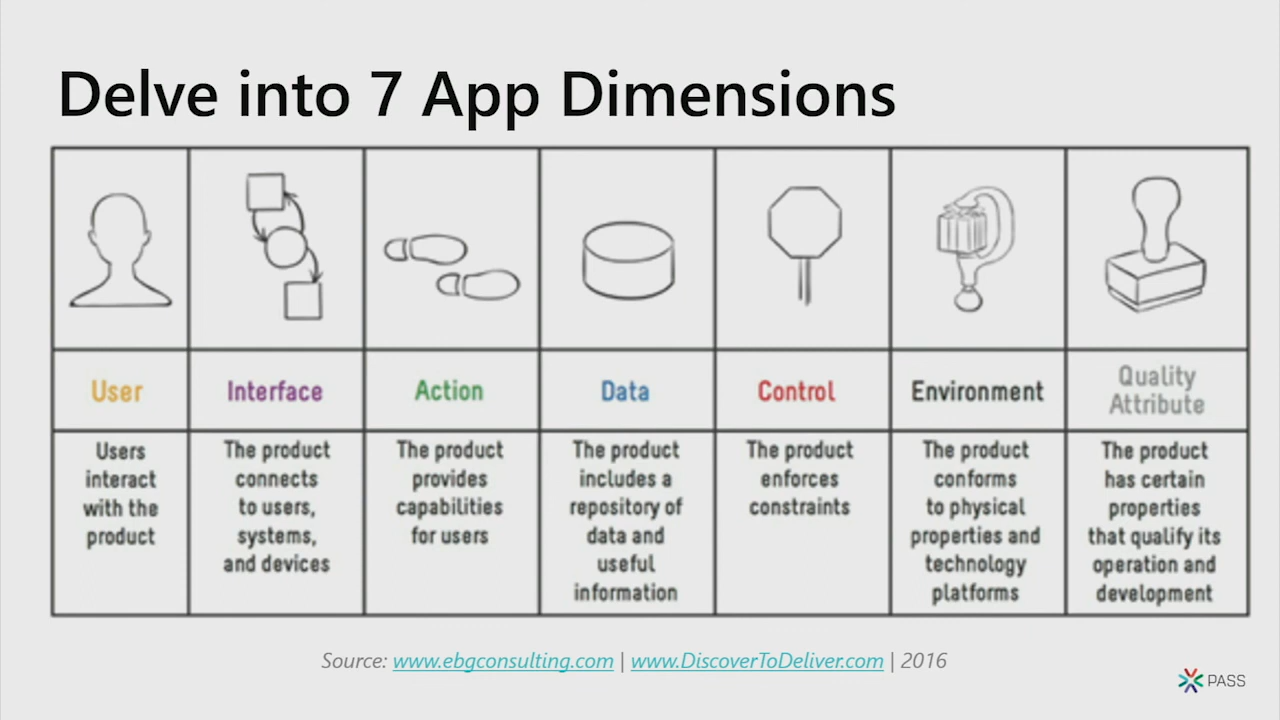 Delve into 7 App Dimensions
User
Interface
Action
Data
Control
Environment
Quality
Attribute
Users
interact
with the
product
The product
connects
to users,
systems,
and devices
The product
provides
capabilities
for users
The product
includes a
repository of
data and
useful
information
The product
enforces
constraints
The product
conforms
to physical
properties and
technology
platforms
The product
has certain
properties
that qualify its
operation and
development
Source: www.ebgconsulting.com | www.DiscoverToDeliver.com | 2016
PASS